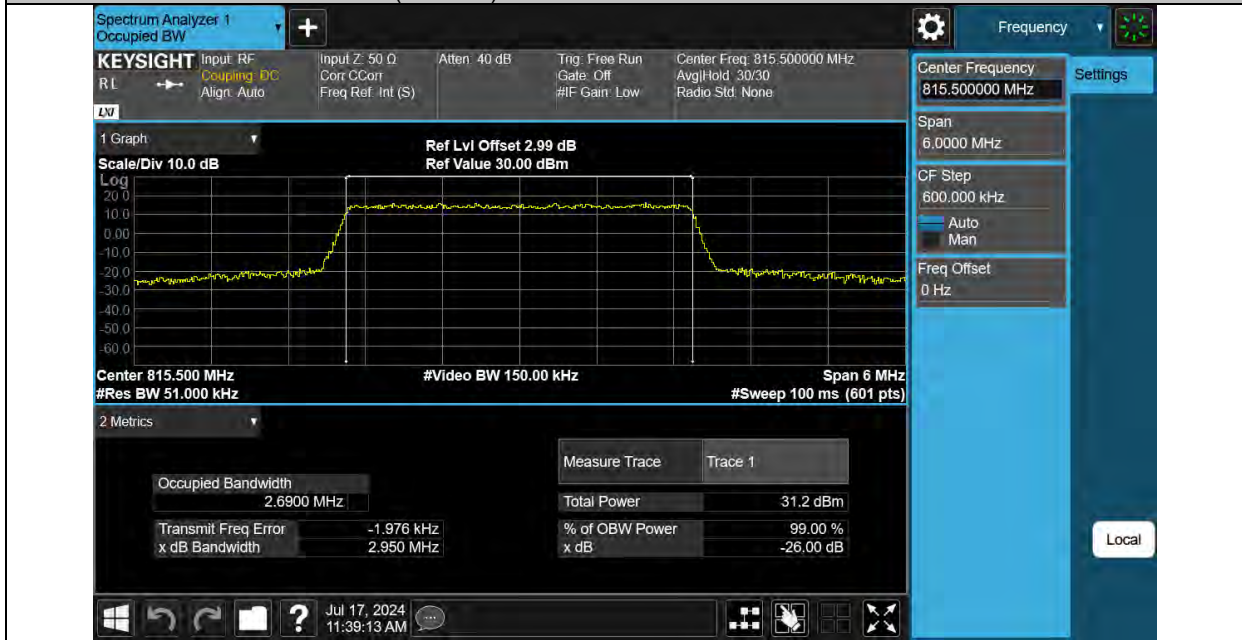 Spectrum Analyzer 1
Occupied BW
Frequency
KEYSIGHT
RL
LXI
Input: RF
Coupling: DC
Align: Auto
Input Z: 50 Ω
Corr CCorr
Freq Ref: Int (S)
Atten: 40 dB
Trig: Free Run
Gate: Off
#IF Gain: Low
Center Freq: 815.500000 MHz
Avg|Hold: 30/30
Radio Std: None
Center Frequency
815.500000 MHz
Settings
Span
6.0000 MHz
CF Step
600.000 kHz
Auto
Man
Freq Offset
0 Hz
Local
1 Graph
Scale/Div 10.0 dB
Ref Lvl Offset 2.99 dB
Ref Value 30.00 dBm
Log
20.0
10.0
0.00
-10.0
-20.0
-30.0
-40.0
-50.0
-60.0
Center 815.500 MHz
#Res BW 51.000 kHz
#Video BW 150.00 kHz
Span 6 MHz
#Sweep 100 ms (601 pts)
2 Metrics
Measure Trace Trace 1
Occupied Bandwidth
2.6900 MHz
Total Power 31.2 dBm
Transmit Freq Error -1.976 kHz
% of OBW Power 99.00 %
x dB Bandwidth 2.950 MHz
x dB -26.00 dB
?
Jul 17, 2024
11:39:13 AM